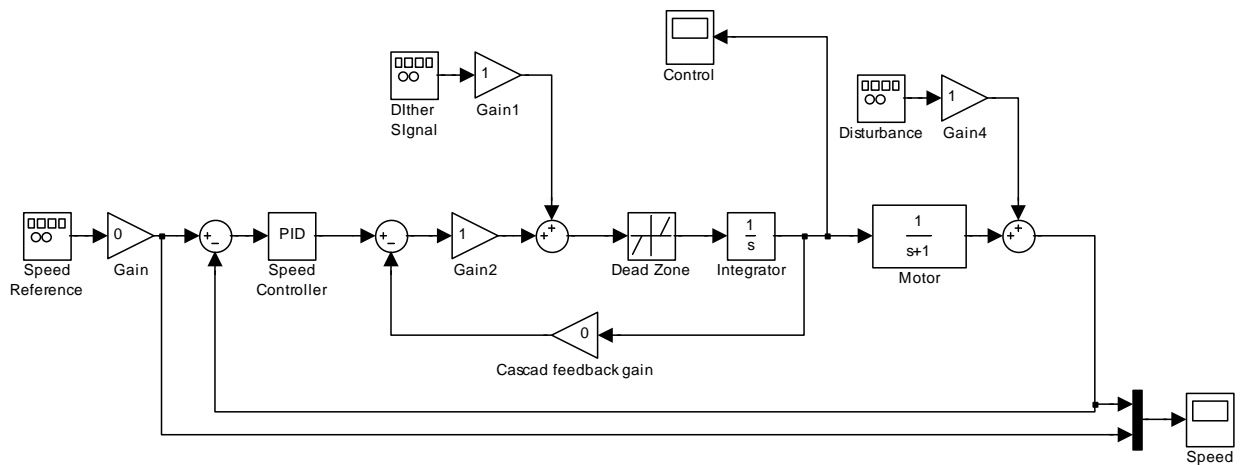 Control
1
DIther
SIgnal
Gain1
1
Disturbance
Gain4
0
PID
1
1
s
1
s+1
Speed
Reference
Gain
Speed
Controller
Gain2
Dead Zone
Integrator
Motor
0
Cascad feedback gain
Speed